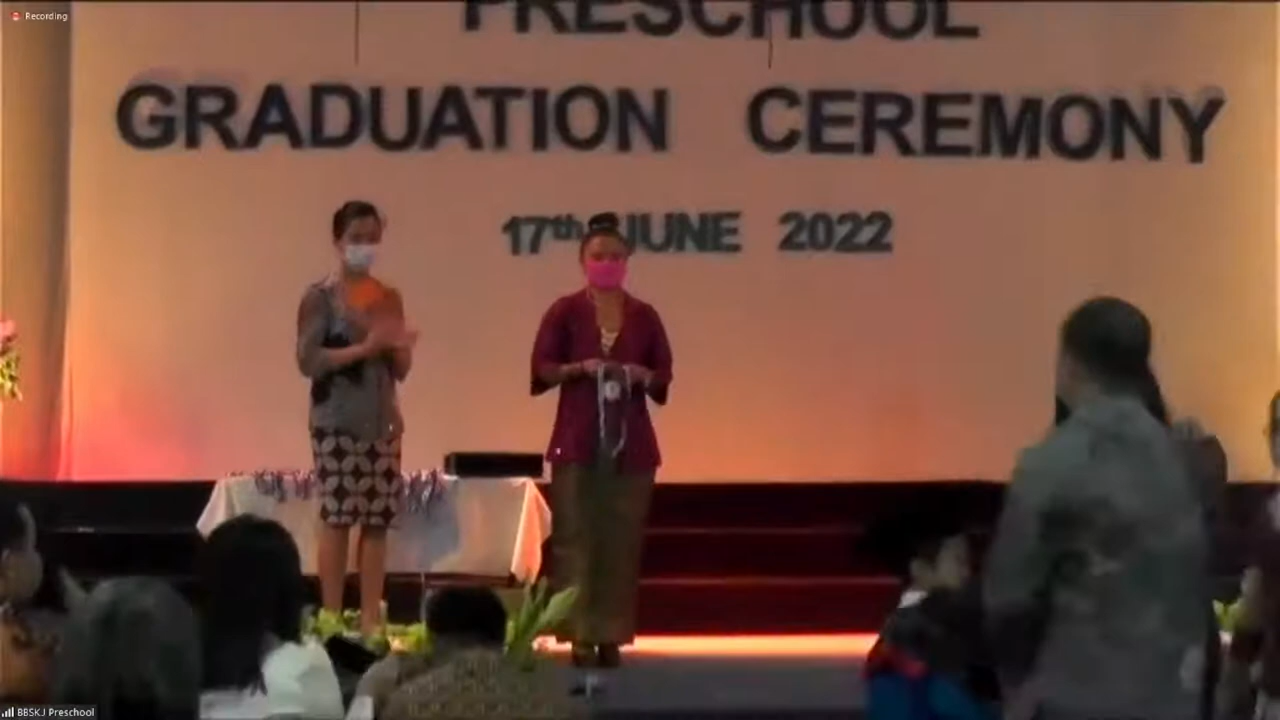 Recording
PRESCHOOL
GRADUATION CEREMONY
17th JUNE 2022
BBSKJ Preschool